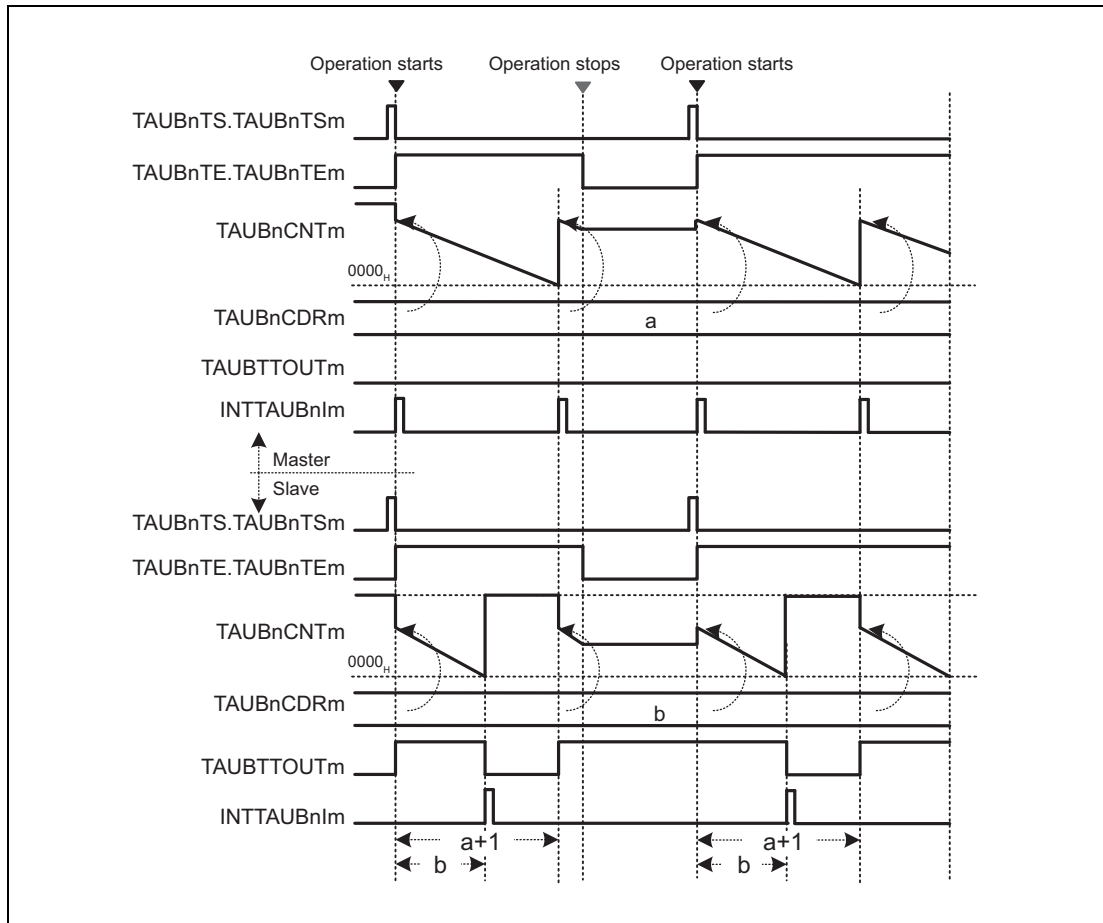 Operation starts Operation stops Operation starts
TAUBnTS.TAUBnTSm
TAUBnTE.TAUBnTEm
TAUBnCNTm
0000H
TAUBnCDRm
a
TAUBTTOUTm
INTTAUBnIm
Master
Slave
TAUBnTS.TAUBnTSm
TAUBnTE.TAUBnTEm
TAUBnCNTm
0000H
TAUBnCDRm
b
TAUBTTOUTm
INTTAUBnIm
a+1 a+1
b b